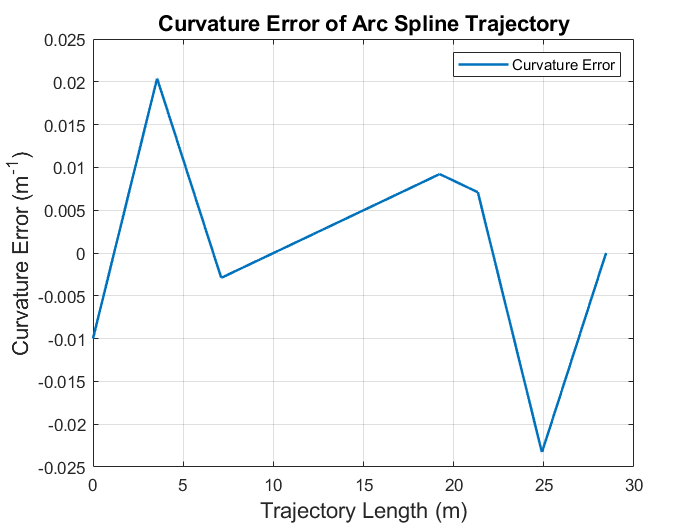 Curvature Error of Arc Spline Trajectory
Curvature Error
0.025
0.02
0.015
0.01
0.005
0
-0.005
-0.01
-0.015
-0.02
-0.025
Curvature Error (m⁻¹)
0 5 10 15 20 25 30
Trajectory Length (m)